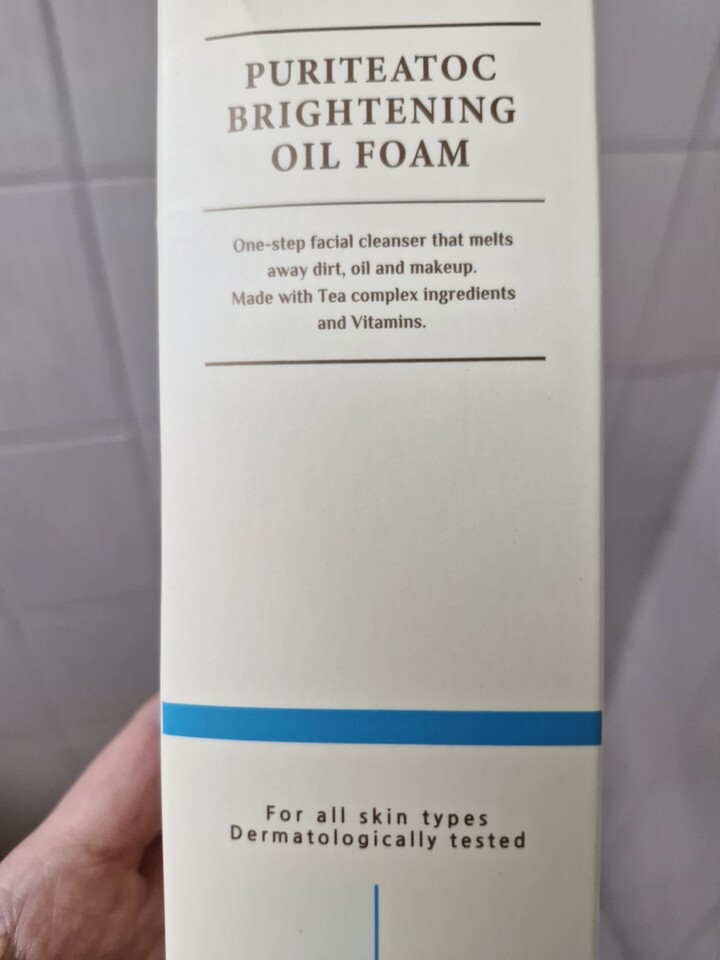 PURITEATOC
BRIGHTENING
OIL FOAM
One-step facial cleanser that melts
away dirt, oil and makeup.
Made with Tea complex ingredients
and Vitamins.
For all skin types
Dermatologically tested